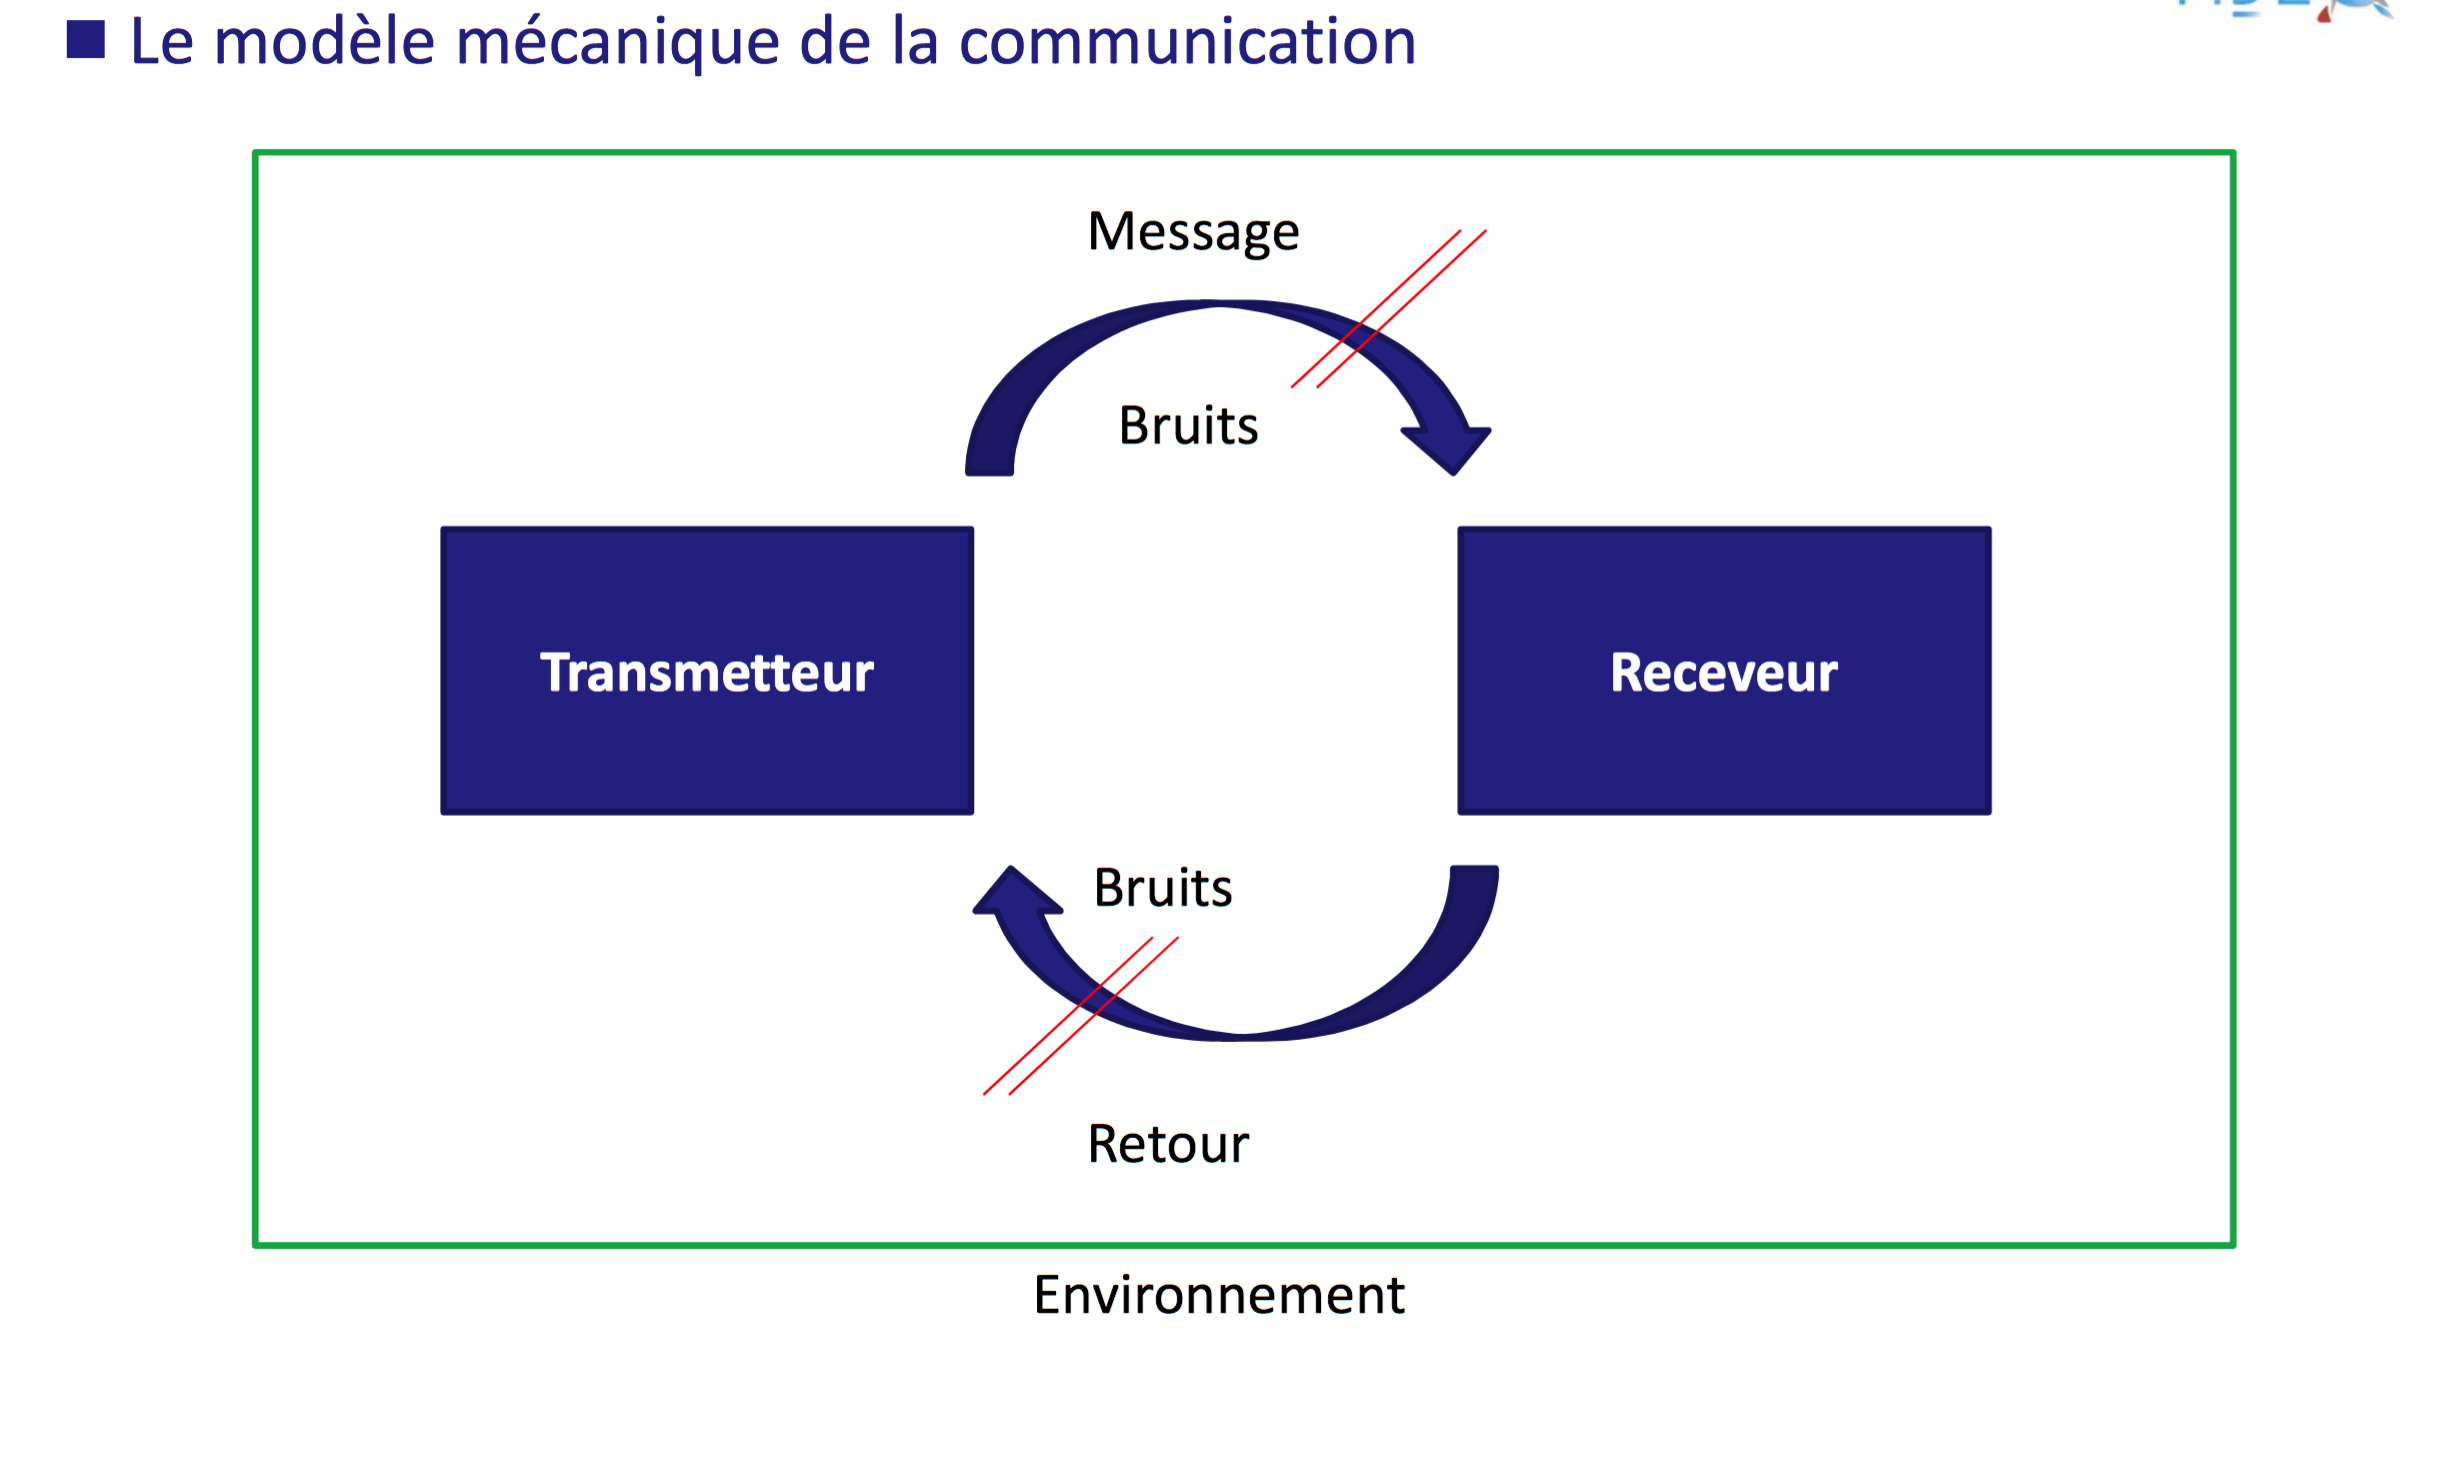 Le modèle mécanique de la communication
Message
Bruits
Transmetteur
Receveur
Bruits
Retour
Environnement